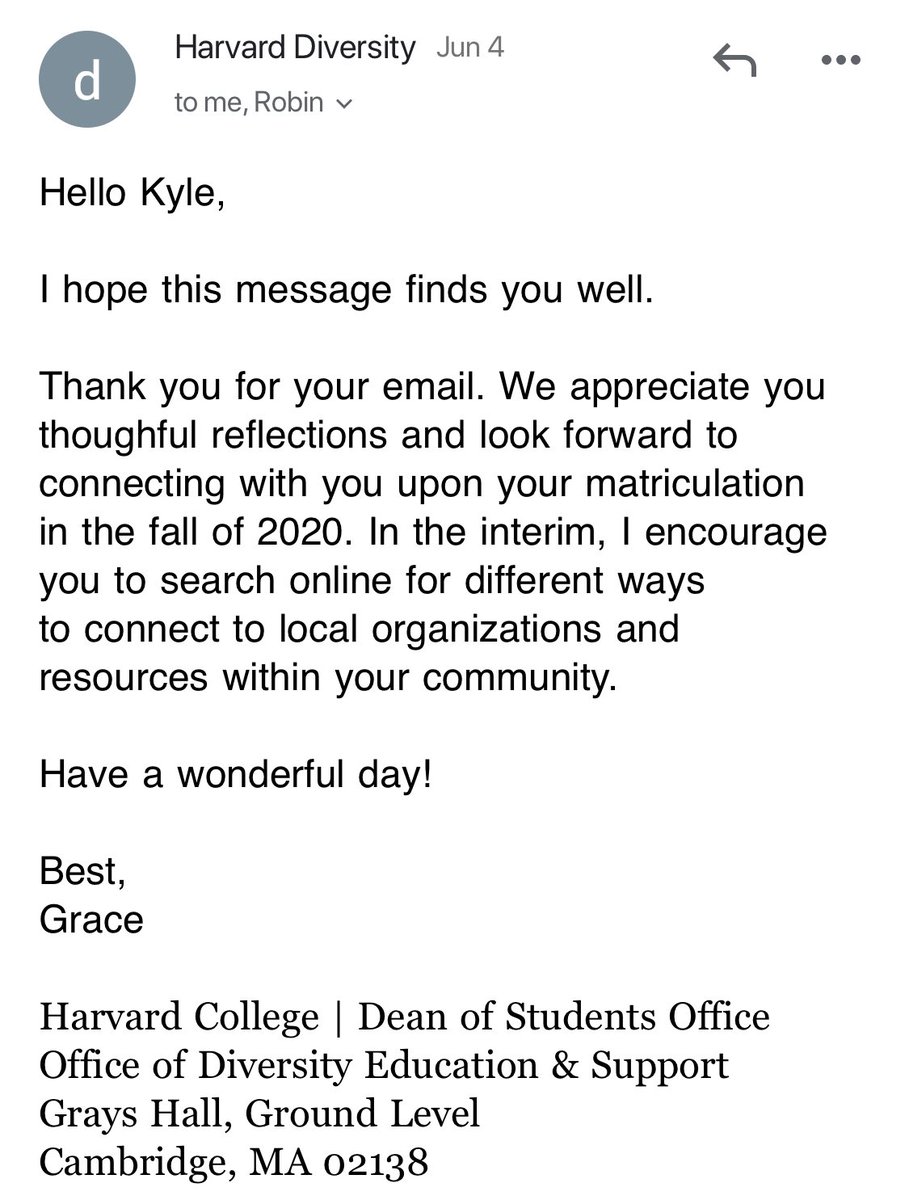 d
Harvard Diversity Jun 4
to me, Robin
Hello Kyle,
I hope this message finds you well.
Thank you for your email. We appreciate you
thoughful reflections and look forward to
connecting with you upon your matriculation
in the fall of 2020. In the interim, I encourage
you to search online for different ways
to connect to local organizations and
resources within your community.
Have a wonderful day!
Best,
Grace
Harvard College | Dean of Students Office
Office of Diversity Education & Support
Grays Hall, Ground Level
Cambridge, MA 02138